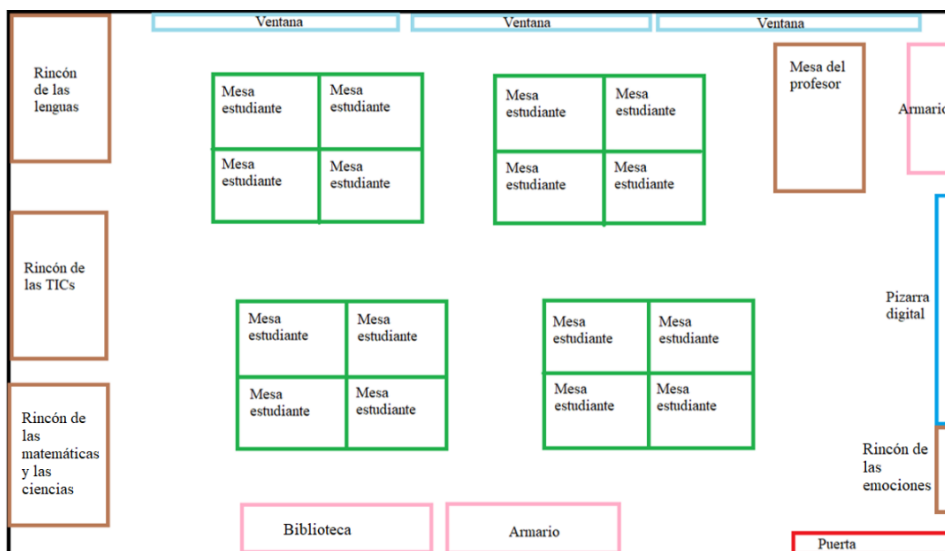 Ventana
Ventana
Ventana
Rincón
de las
lenguas
Mesa
estudiante
Mesa
estudiante
Mesa
estudiante
Mesa
estudiante
Mesa
estudiante
Mesa
estudiante
Mesa
estudiante
Mesa
estudiante
Mesa del
profesor
Armario
Rincón de
las TICs
Pizarra
digital
Mesa
estudiante
Mesa
estudiante
Mesa
estudiante
Mesa
estudiante
Mesa
estudiante
Mesa
estudiante
Mesa
estudiante
Mesa
estudiante
Rincón de
las
matemáticas
y las
ciencias
Rincón de
las
emociones
Biblioteca
Armario
Puerta